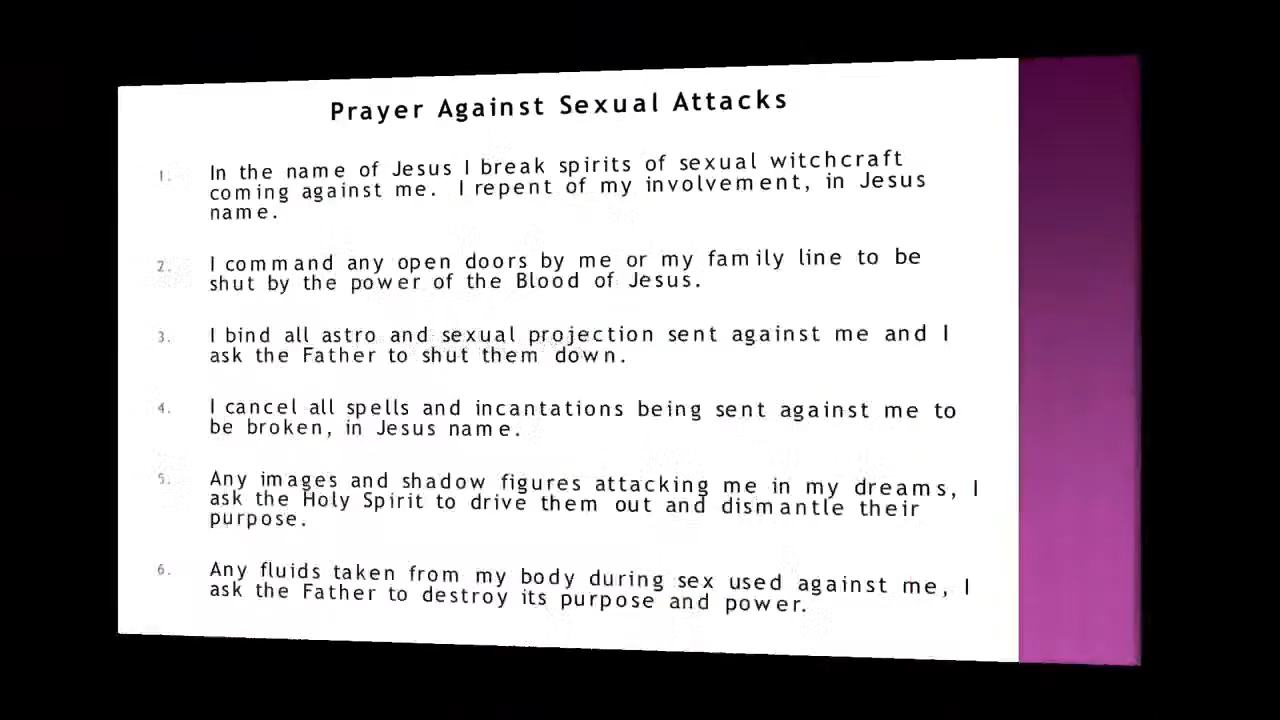 Prayer Against Sexual Attacks
1. In the name of Jesus I break spirits of sexual witchcraft
coming against me. I repent of my involvement, in Jesus
name.
2. I command any open doors by me or my family line to be
shut by the power of the Blood of Jesus.
3. I bind all astro and sexual projection sent against me and I
ask the Father to shut them down.
4. I cancel all spells and incantations being sent against me to
be broken, in Jesus name.
5. Any images and shadow figures attacking me in my dreams, I
ask the Holy Spirit to drive them out and dismantle their
purpose.
6. Any fluids taken from my body during sex used against me, I
ask the Father to destroy its purpose and power.